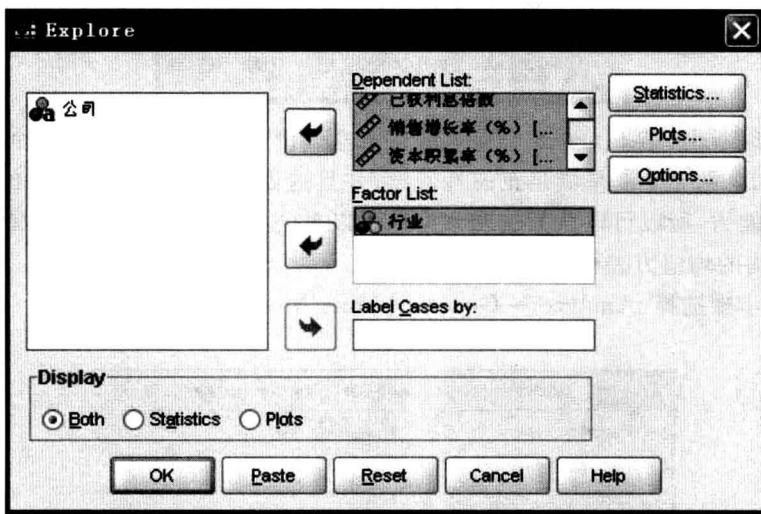 Explore
公司
Dependent List:
已获利息倍数
销售增长率（%）[...
资本积累率（%）[...
Statistics...
Plots...
Options...
Factor List:
行业
Label Cases by:
Display
Both
Statistics
Plots
OK
Paste
Reset
Cancel
Help